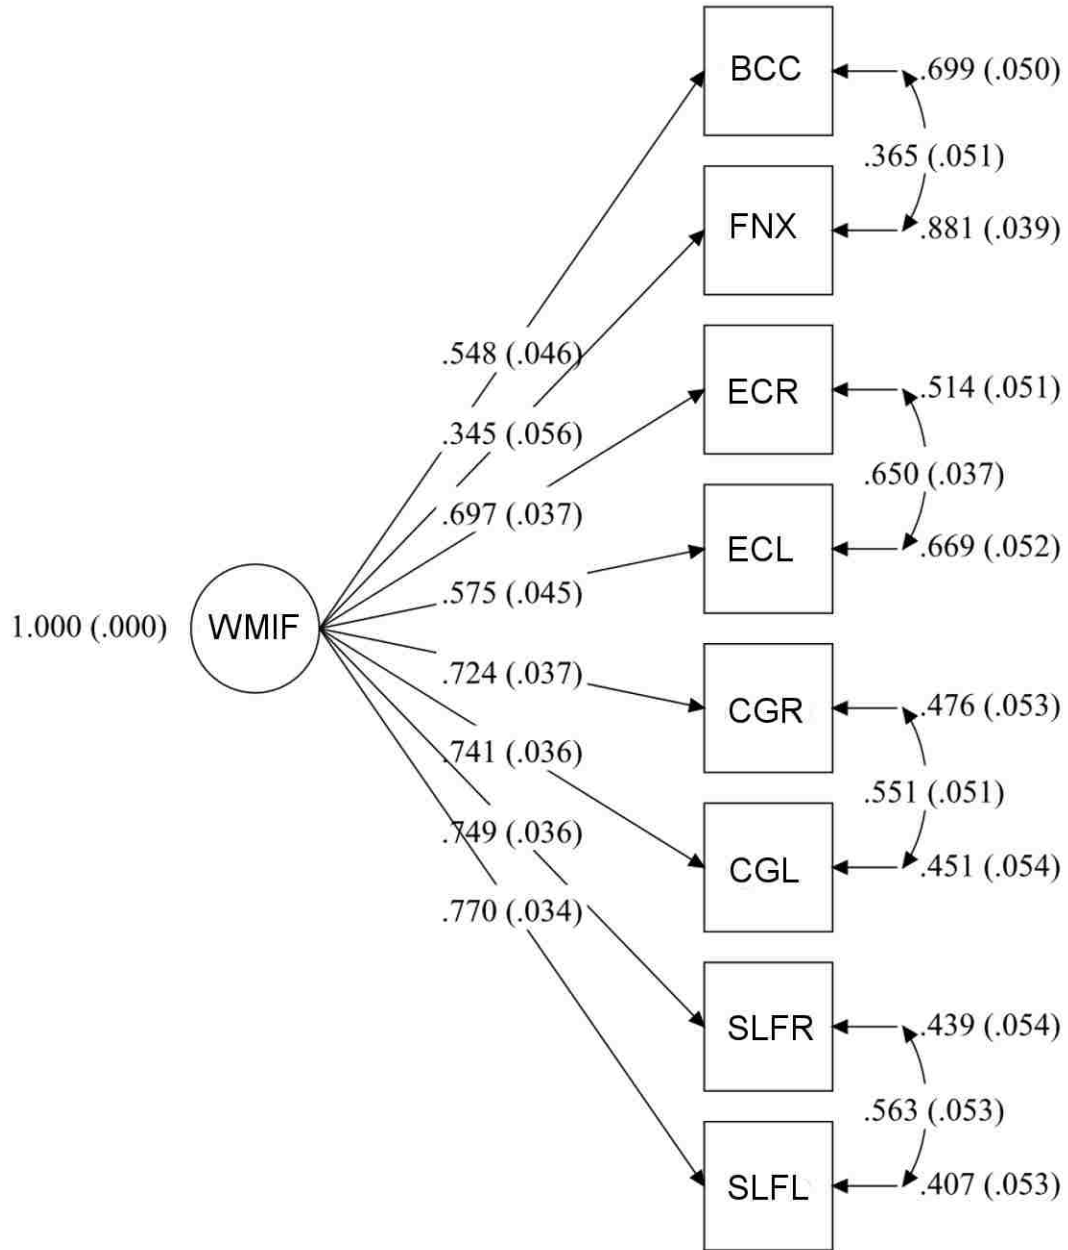 BCC
.699 (.050)
.365 (.051)
FNX
.881 (.039)
.548 (.046)
ECR
.514 (.051)
.345 (.056)
.650 (.037)
.697 (.037)
ECL
.669 (.052)
.575 (.045)
1.000 (.000)
WMIF
.724 (.037)
CGR
.476 (.053)
.741 (.036)
.551 (.051)
.749 (.036)
CGL
.451 (.054)
.770 (.034)
SLFR
.439 (.054)
.563 (.053)
SLFL
.407 (.053)